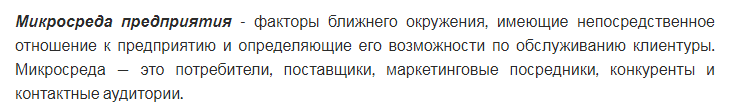 Микросреда предприятия - факторы ближнего окружения, имеющие непосредственное
отношение к предприятию и определяющие его возможности по обслуживанию клиентуры.
Микросреда — это потребители, поставщики, маркетинговые посредники, конкуренты и
контактные аудитории.